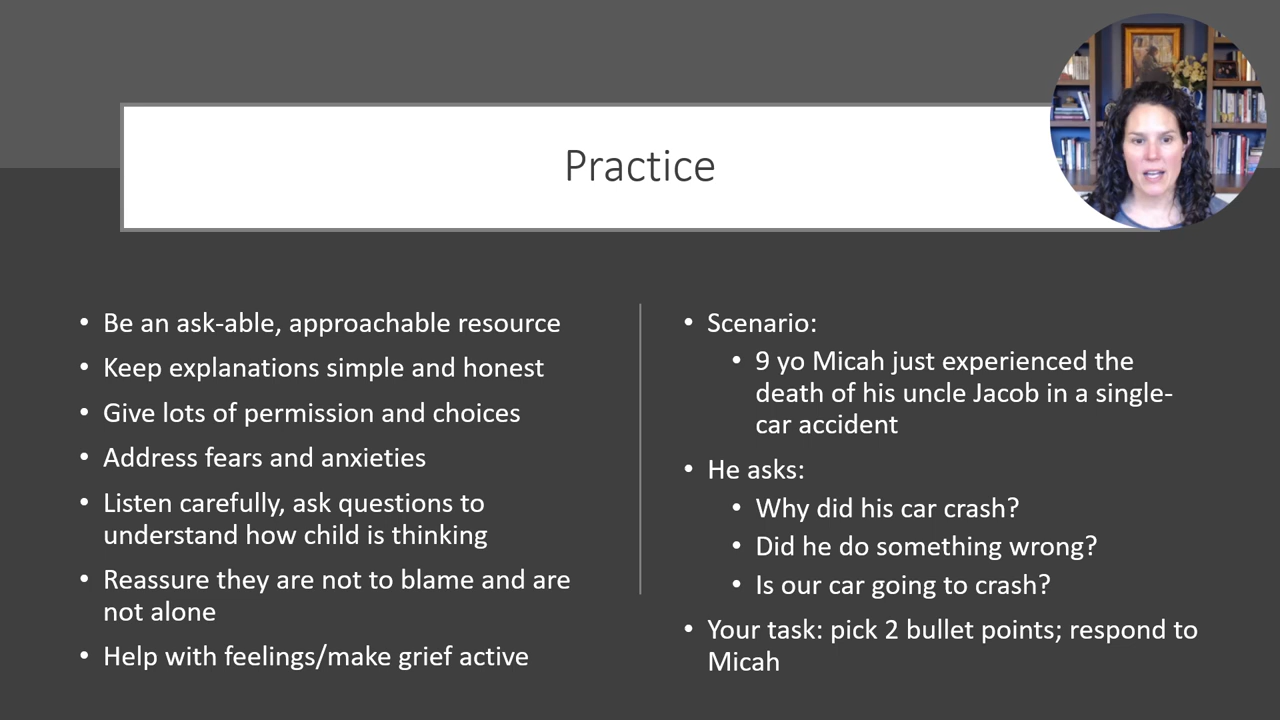 Practice
• Be an ask-able, approachable resource
• Keep explanations simple and honest
• Give lots of permission and choices
• Address fears and anxieties
• Listen carefully, ask questions to
understand how child is thinking
• Reassure they are not to blame and are
not alone
• Help with feelings/make grief active
• Scenario:
• 9 yo Micah just experienced the
death of his uncle Jacob in a single-
car accident
• He asks:
• Why did his car crash?
• Did he do something wrong?
• Is our car going to crash?
• Your task: pick 2 bullet points; respond to
Micah